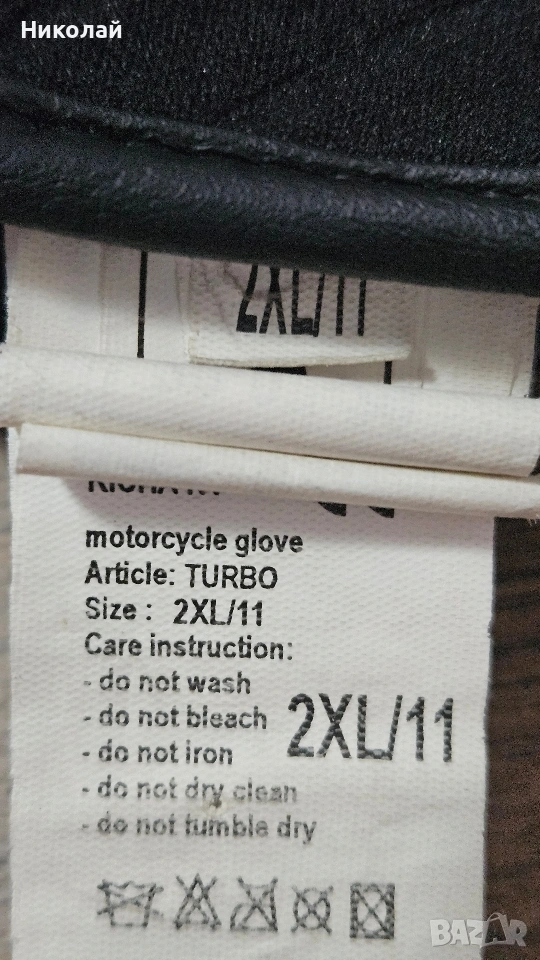 Николай
2XL/11
motorcycle glove
Article: TURBO
Size : 2XL/11
Care instruction:
- do not wash
- do not bleach
- do not iron
- do not dry clean
- do not tumble dry
2XL/11
BAZAR